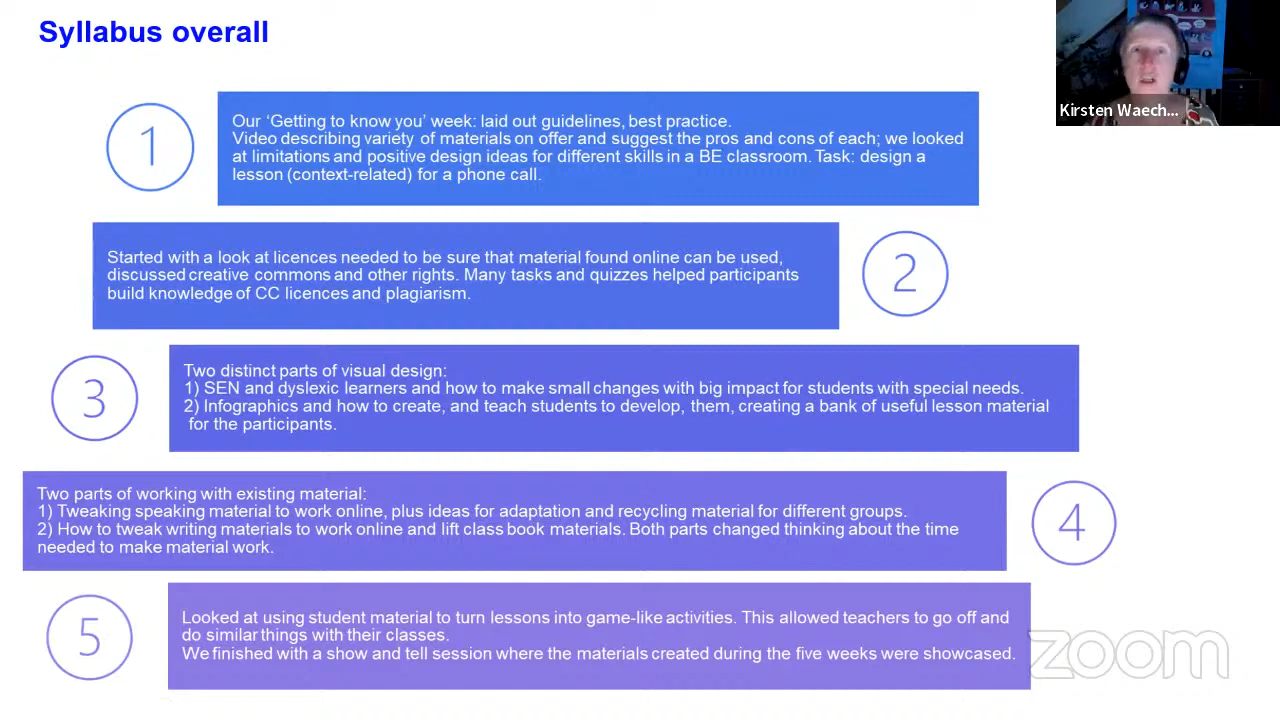 Syllabus overall
Kirsten Waech...
1
Our ‘Getting to know you’ week: laid out guidelines, best practice.
Video describing variety of materials on offer and suggest the pros and cons of each; we looked
at limitations and positive design ideas for different skills in a BE classroom. Task: design a
lesson (context-related) for a phone call.
Started with a look at licences needed to be sure that material found online can be used,
discussed creative commons and other rights. Many tasks and quizzes helped participants
build knowledge of CC licences and plagiarism.
2
3
Two distinct parts of visual design:
1) SEN and dyslexic learners and how to make small changes with big impact for students with special needs.
2) Infographics and how to create, and teach students to develop, them, creating a bank of useful lesson material
for the participants.
Two parts of working with existing material:
1) Tweaking speaking material to work online, plus ideas for adaptation and recycling material for different groups.
2) How to tweak writing materials to work online and lift class book materials. Both parts changed thinking about the time
needed to make material work.
4
5
Looked at using student material to turn lessons into game-like activities. This allowed teachers to go off and
do similar things with their classes.
We finished with a show and tell session where the materials created during the five weeks were showcased.
zoom